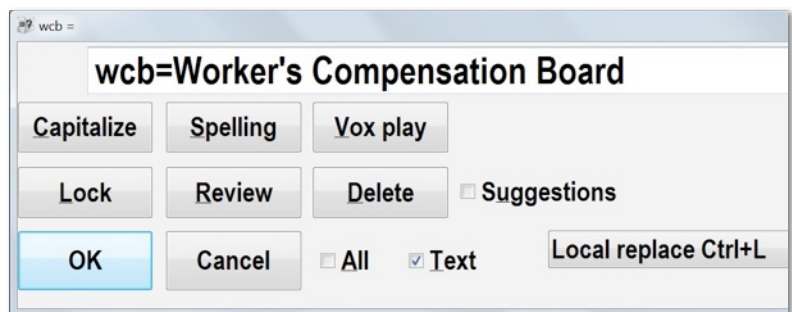 wcb =
wcb=Worker's Compensation Board
Capitalize Spelling Vox play
Lock Review Delete Suggestions
OK Cancel All Text Local replace Ctrl+L